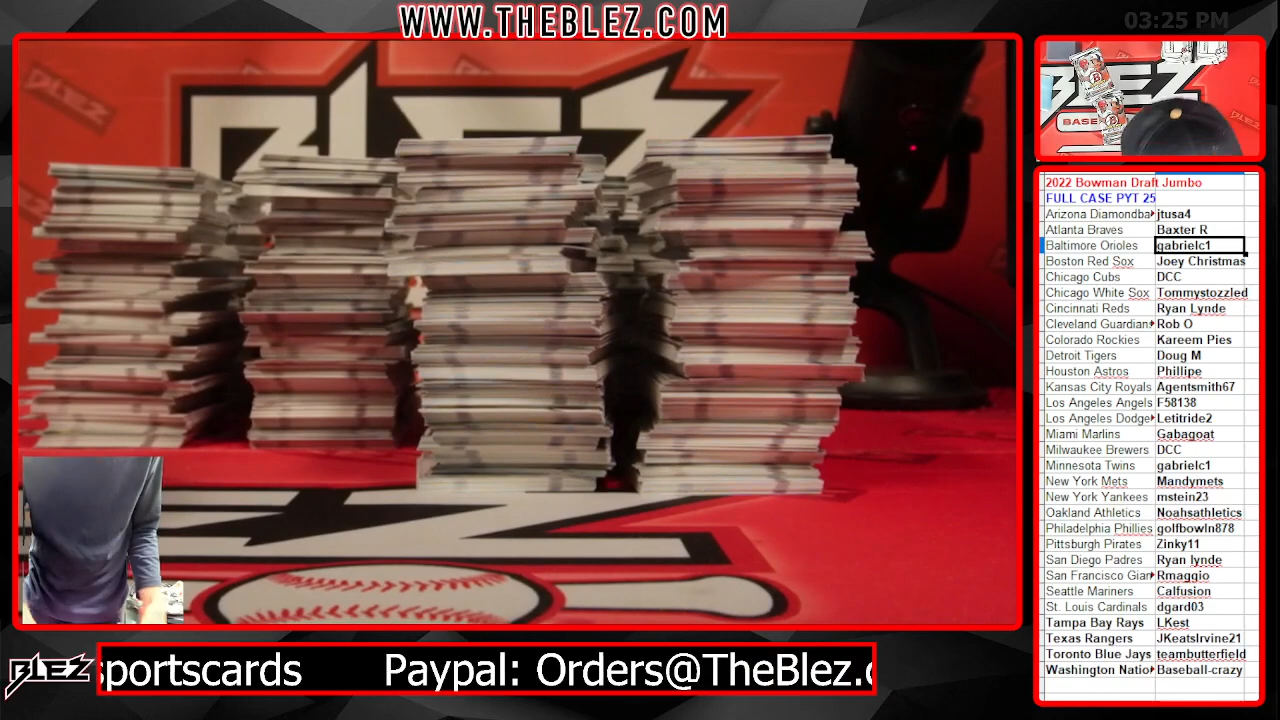 WWW.THEBLEZ.COM
03:25 PM
BLEZ
BLEZ
BASE
2022 Bowman Draft Jumbo
FULL CASE PYT 25
Arizona Diamondba jtusa4
Atlanta Braves Baxter R
Baltimore Orioles gabrielc1
Boston Red Sox Joey Christmas
Chicago Cubs DCC
Chicago White Sox Tommystozzled
Cincinnati Reds Ryan Lynde
Cleveland Guardian Rob O
Colorado Rockies Kareem Pies
Detroit Tigers Doug M
Houston Astros Phillipe
Kansas City Royals Agentsmith67
Los Angeles Angels F58138
Los Angeles Dodge Letitride2
Miami Marlins Gabagoat
Milwaukee Brewers DCC
Minnesota Twins gabrielc1
New York Mets Mandymets
New York Yankees mstein23
Oakland Athletics Noahsathletics
Philadelphia Phillies golfbowln878
Pittsburgh Pirates Zinky11
San Diego Padres Ryan lynde
San Francisco Gian Rmaggio
Seattle Mariners Calfusion
St. Louis Cardinals dgard03
Tampa Bay Rays LKest
Texas Rangers JKeatsIrvine21
Toronto Blue Jays teambutterfield
Washington Natio Baseball-crazy
BLEZ
sportscards Paypal: Orders@TheBlez.c